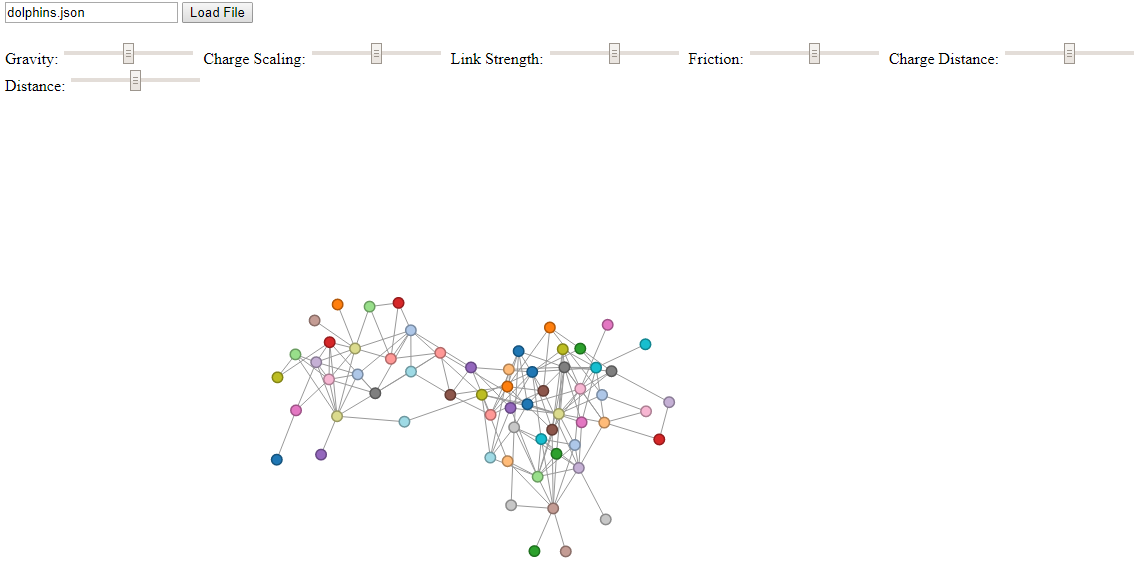 dolphins.json Load File
Gravity: Charge Scaling: Link Strength: Friction: Charge Distance:
Distance: